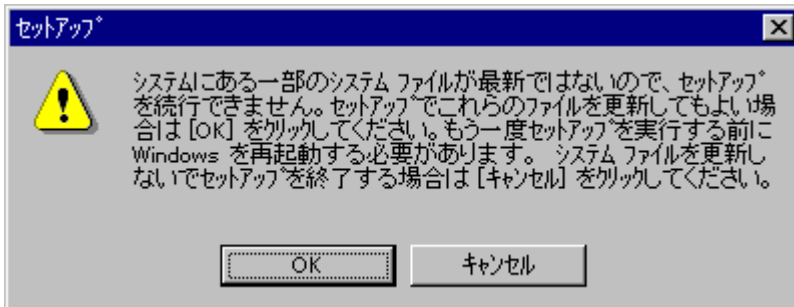 セットアップ
システムにある一部のシステム ファイルが最新ではないので、セットアップ
を続行できません。セットアップでこれらのファイルを更新してもよい場
合は [OK] をクリックしてください。もう一度セットアップを実行する前に
Windows を再起動する必要があります。 システム ファイルを更新し
ないでセットアップを終了する場合は [キャンセル] をクリックしてください。
OK
キャンセル